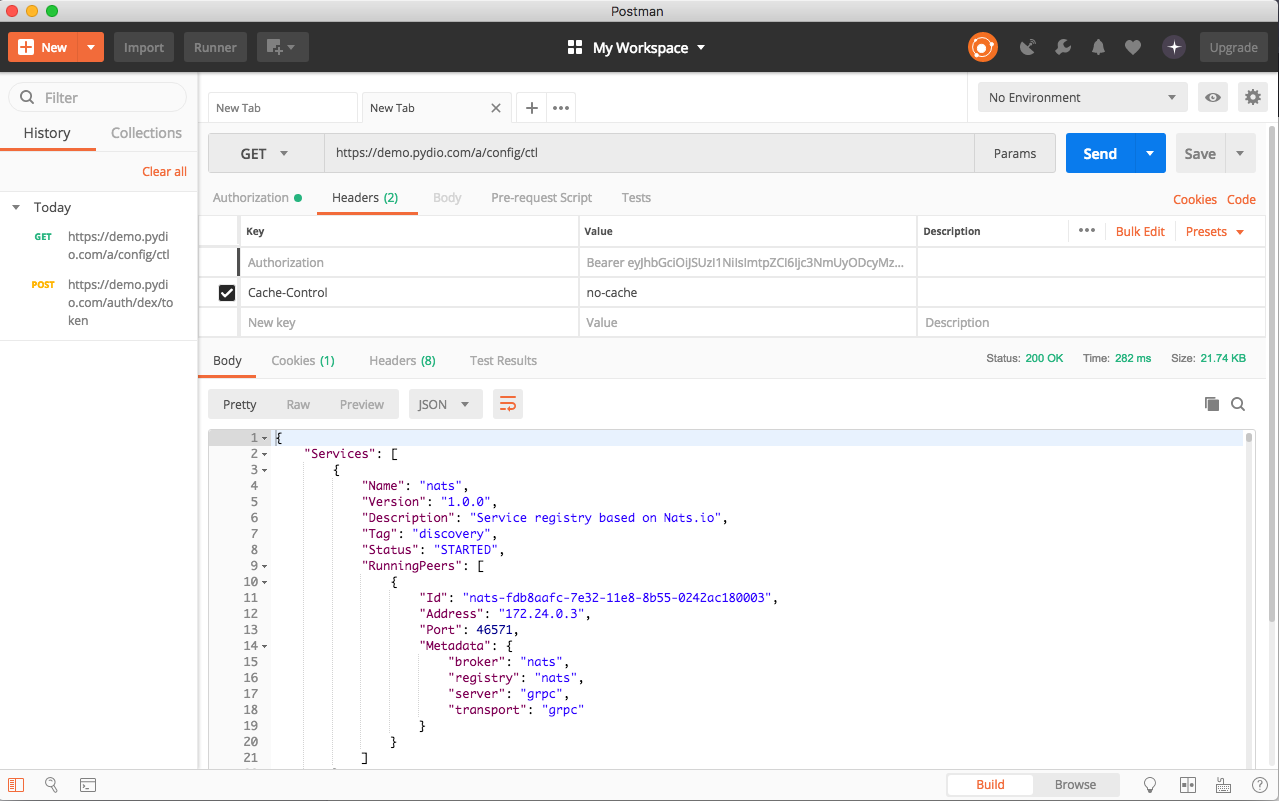 Postman
New
Import
Runner
My Workspace
Upgrade
Filter
History
Collections
Clear all
Today
GET
https://demo.pydi
o.com/a/config/ctl
POST
https://demo.pydi
o.com/auth/dex/to
ken
New Tab
New Tab
No Environment
GET
https://demo.pydio.com/a/config/ctl
Params
Send
Save
Authorization
Headers (2)
Body
Pre-request Script
Tests
Cookies
Code
Key
Value
Description
Bulk Edit
Presets
Authorization
Bearer eyJhbGciOiJSUzI1NiIsImtpZCI6Ijc3NmUyODcyMz...
Cache-Control
no-cache
New key
Value
Description
Body
Cookies (1)
Headers (8)
Test Results
Status: 200 OK
Time: 282 ms
Size: 21.74 KB
Pretty
Raw
Preview
JSON
1 {
2 "Services": [
3 {
4 "Name": "nats",
5 "Version": "1.0.0",
6 "Description": "Service registry based on Nats.io",
7 "Tag": "discovery",
8 "Status": "STARTED",
9 "RunningPeers": [
10 {
11 "Id": "nats-fdb8aafc-7e32-11e8-8b55-0242ac180003",
12 "Address": "172.24.0.3",
13 "Port": 46571,
14 "Metadata": {
15 "broker": "nats",
16 "registry": "nats",
17 "server": "grpc",
18 "transport": "grpc"
19 }
20 }
21 ]
Build
Browse